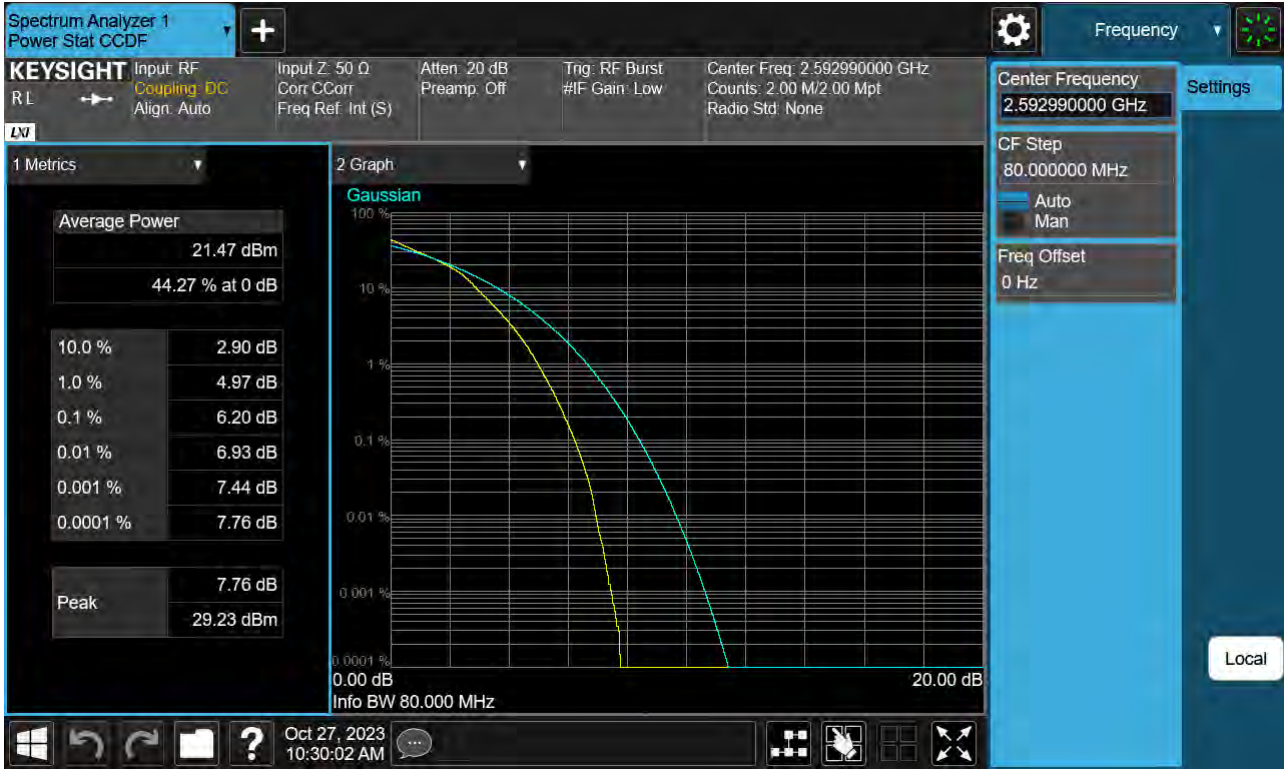 Spectrum Analyzer 1
Power Stat CCDF
+
Frequency
KEYSIGHT
R L
LXI
Input: RF
Coupling: DC
Align: Auto
Input Z: 50 Ω
Corr CCorr
Freq Ref: Int (S)
Atten: 20 dB
Preamp: Off
Trig: RF Burst
#IF Gain: Low
Center Freq: 2.592990000 GHz
Counts: 2.00 M/2.00 Mpt
Radio Std: None
Center Frequency
2.592990000 GHz
Settings
CF Step
80.000000 MHz
Auto
Man
Freq Offset
0 Hz
Local
1 Metrics
Average Power
21.47 dBm
44.27 % at 0 dB
10.0 % 2.90 dB
1.0 % 4.97 dB
0.1 % 6.20 dB
0.01 % 6.93 dB
0.001 % 7.44 dB
0.0001 % 7.76 dB
Peak
7.76 dB
29.23 dBm
2 Graph
Gaussian
100 %
10 %
1 %
0.1 %
0.01 %
0.001 %
0.0001 %
0.00 dB 20.00 dB
Info BW 80.000 MHz
?
Oct 27, 2023
10:30:02 AM